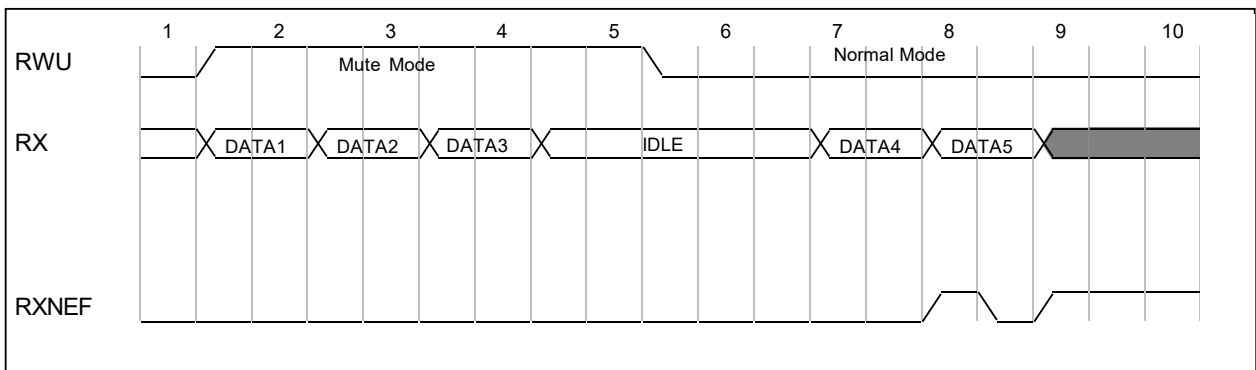 1 2 3 4 5 6 7 8 9 10
RWU Mute Mode Normal Mode
RX DATA1 DATA2 DATA3 IDLE DATA4 DATA5
RXNEF